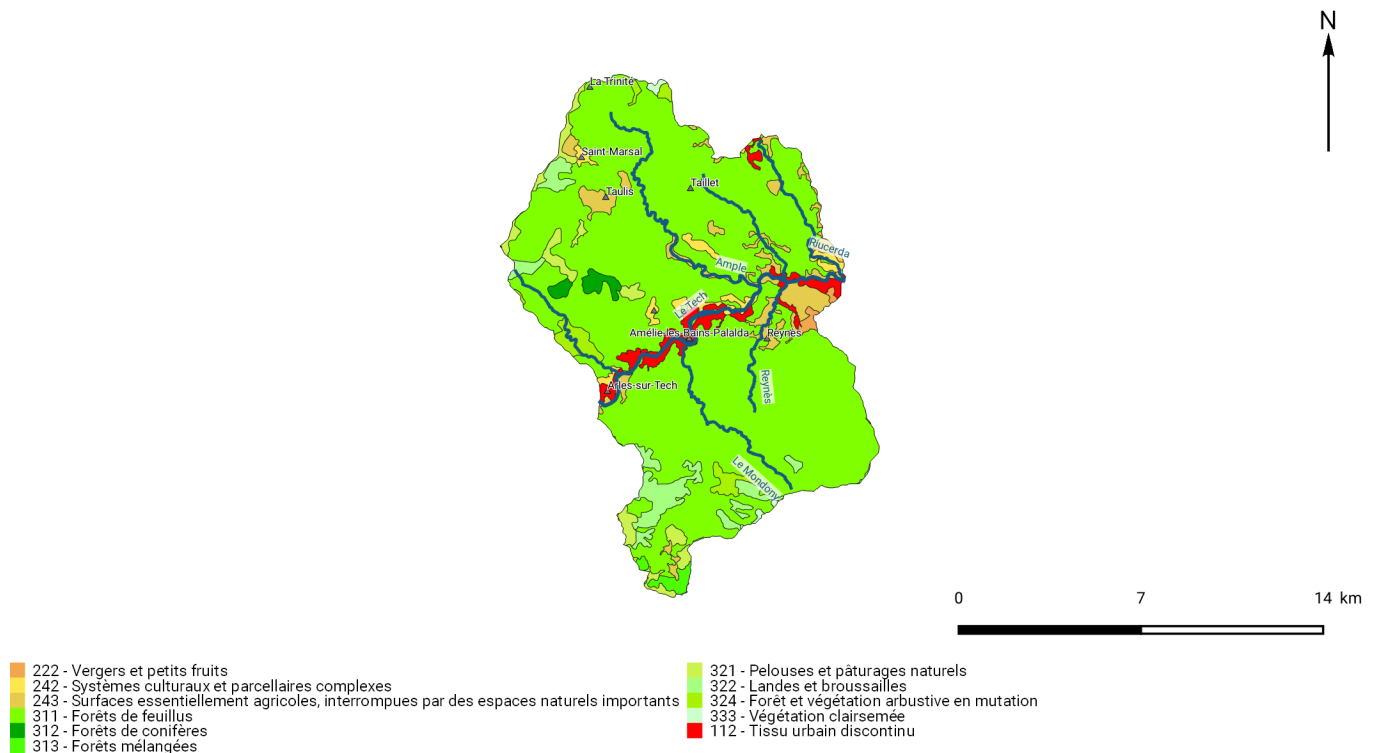 N
La Trinité
Saint-Marsal
Taillet
Taulis
Riucerda
Ample
Le Tech
Amélie-les-Bains-Palalda
Reynès
Reynès
Arles-sur-Tech
Le Mondony
0 7 14 km
222 - Vergers et petits fruits
242 - Systèmes culturaux et parcellaires complexes
243 - Surfaces essentiellement agricoles, interrompues par des espaces naturels importants
311 - Forêts de feuillus
312 - Forêts de conifères
313 - Forêts mélangées
321 - Pelouses et pâturages naturels
322 - Landes et broussailles
324 - Forêt et végétation arbustive en mutation
333 - Végétation clairsemée
112 - Tissu urbain discontinu